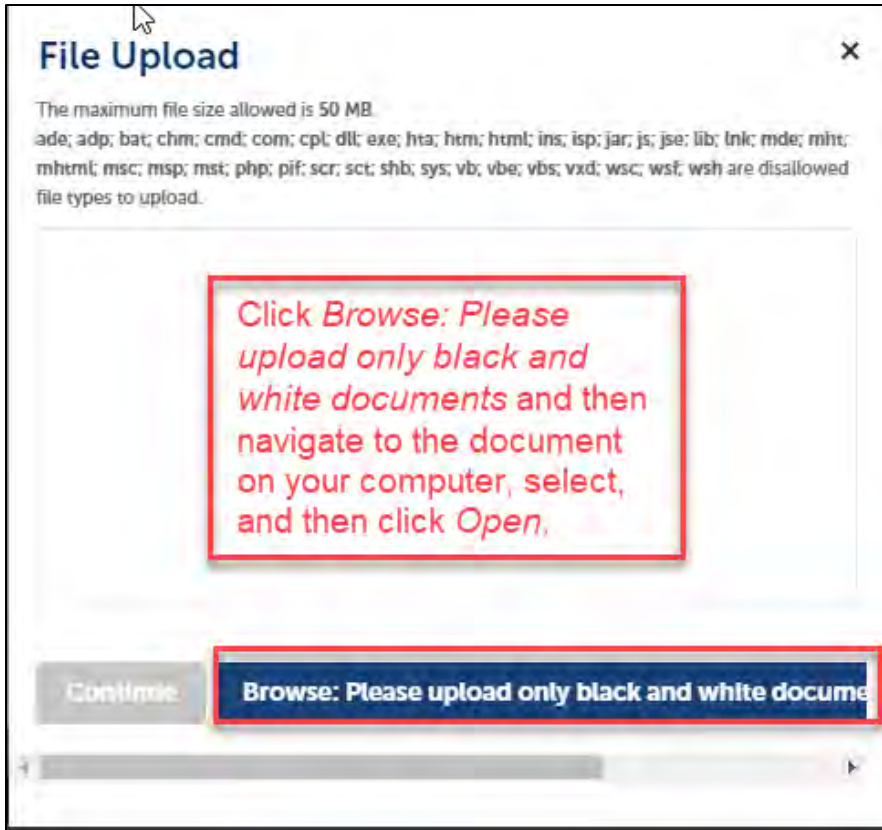 File Upload
×
The maximum file size allowed is 50 MB.
ade; adp; bat; chm; cmd; com; cpl; dll; exe; hta; htm; html; ins; isp; jar; js; jse; lib; lnk; mde; mht;
mhtml; msc; msp; mst; php; pif; scr; sct; shb; sys; vb; vbe; vbs; vxd; wsc; wsf; wsh are disallowed
file types to upload.
Click Browse: Please
upload only black and
white documents and then
navigate to the document
on your computer, select,
and then click Open.
Continue
Browse: Please upload only black and white docume